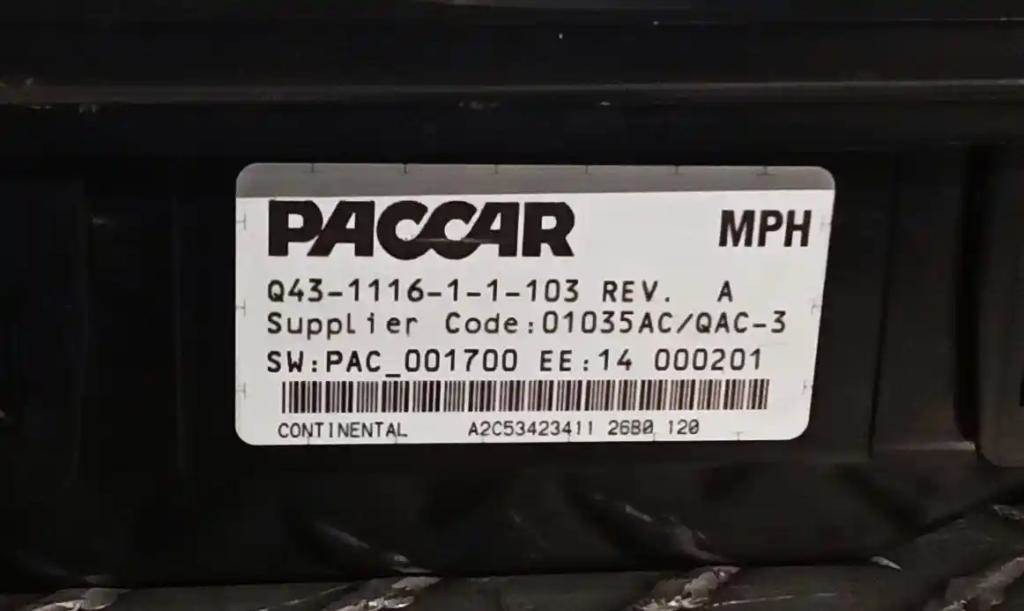 PACCAR MPH
Q43-1116-1-1-103 REV. A
Supplier Code:01035AC/QAC-3
SW:PAC_001700 EE:14 000201
CONTINENTAL A2C53423411 26B0 120